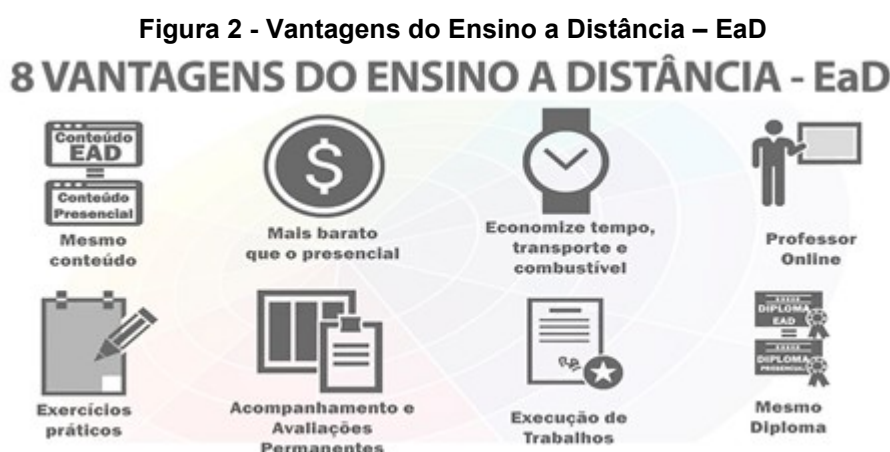 Figura 2 - Vantagens do Ensino a Distância – EaD
8 VANTAGENS DO ENSINO A DISTÂNCIA - EaD
Conteúdo
EAD
=
Conteúdo
Presencial
Mesmo
conteúdo
$
Mais barato
que o presencial
Economize tempo,
transporte e
combustível
Professor
Online
Exercícios
práticos
Acompanhamento e
Avaliações
Permanentes
Execução de
Trabalhos
DIPLOMA
EAD
=
DIPLOMA
PRESENCIAL
Mesmo
Diploma